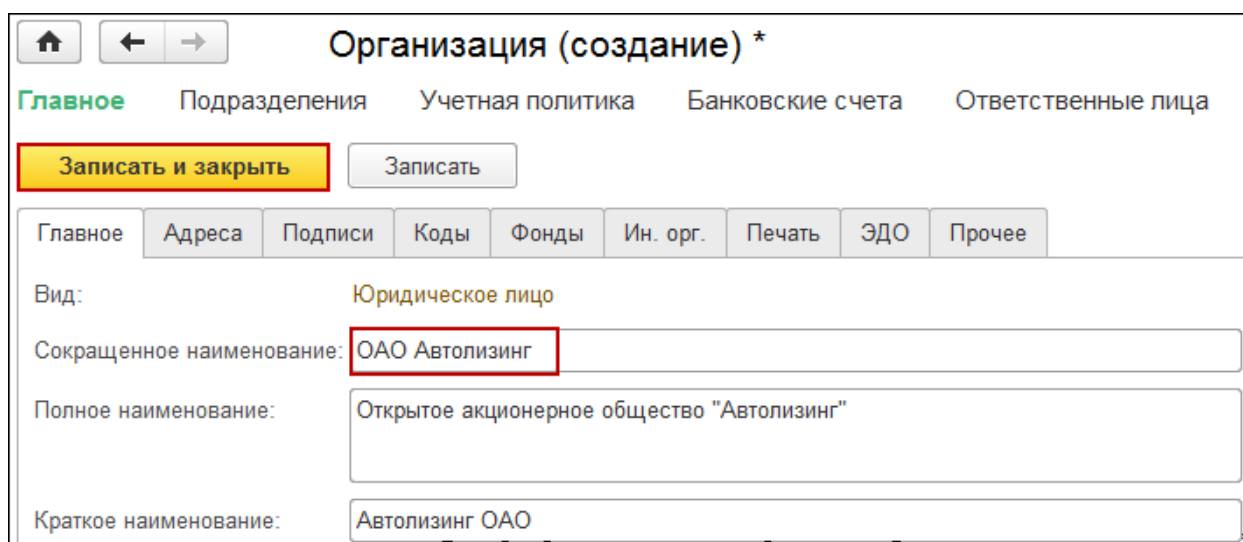 Организация (создание) *
Главное Подразделения Учетная политика Банковские счета Ответственные лица
Записать и закрыть Записать
Главное Адреса Подписи Коды Фонды Ин. орг. Печать ЭДО Прочее
Вид: Юридическое лицо
Сокращенное наименование: ОАО Автолизинг
Полное наименование: Открытое акционерное общество "Автолизинг"
Краткое наименование: Автолизинг ОАО